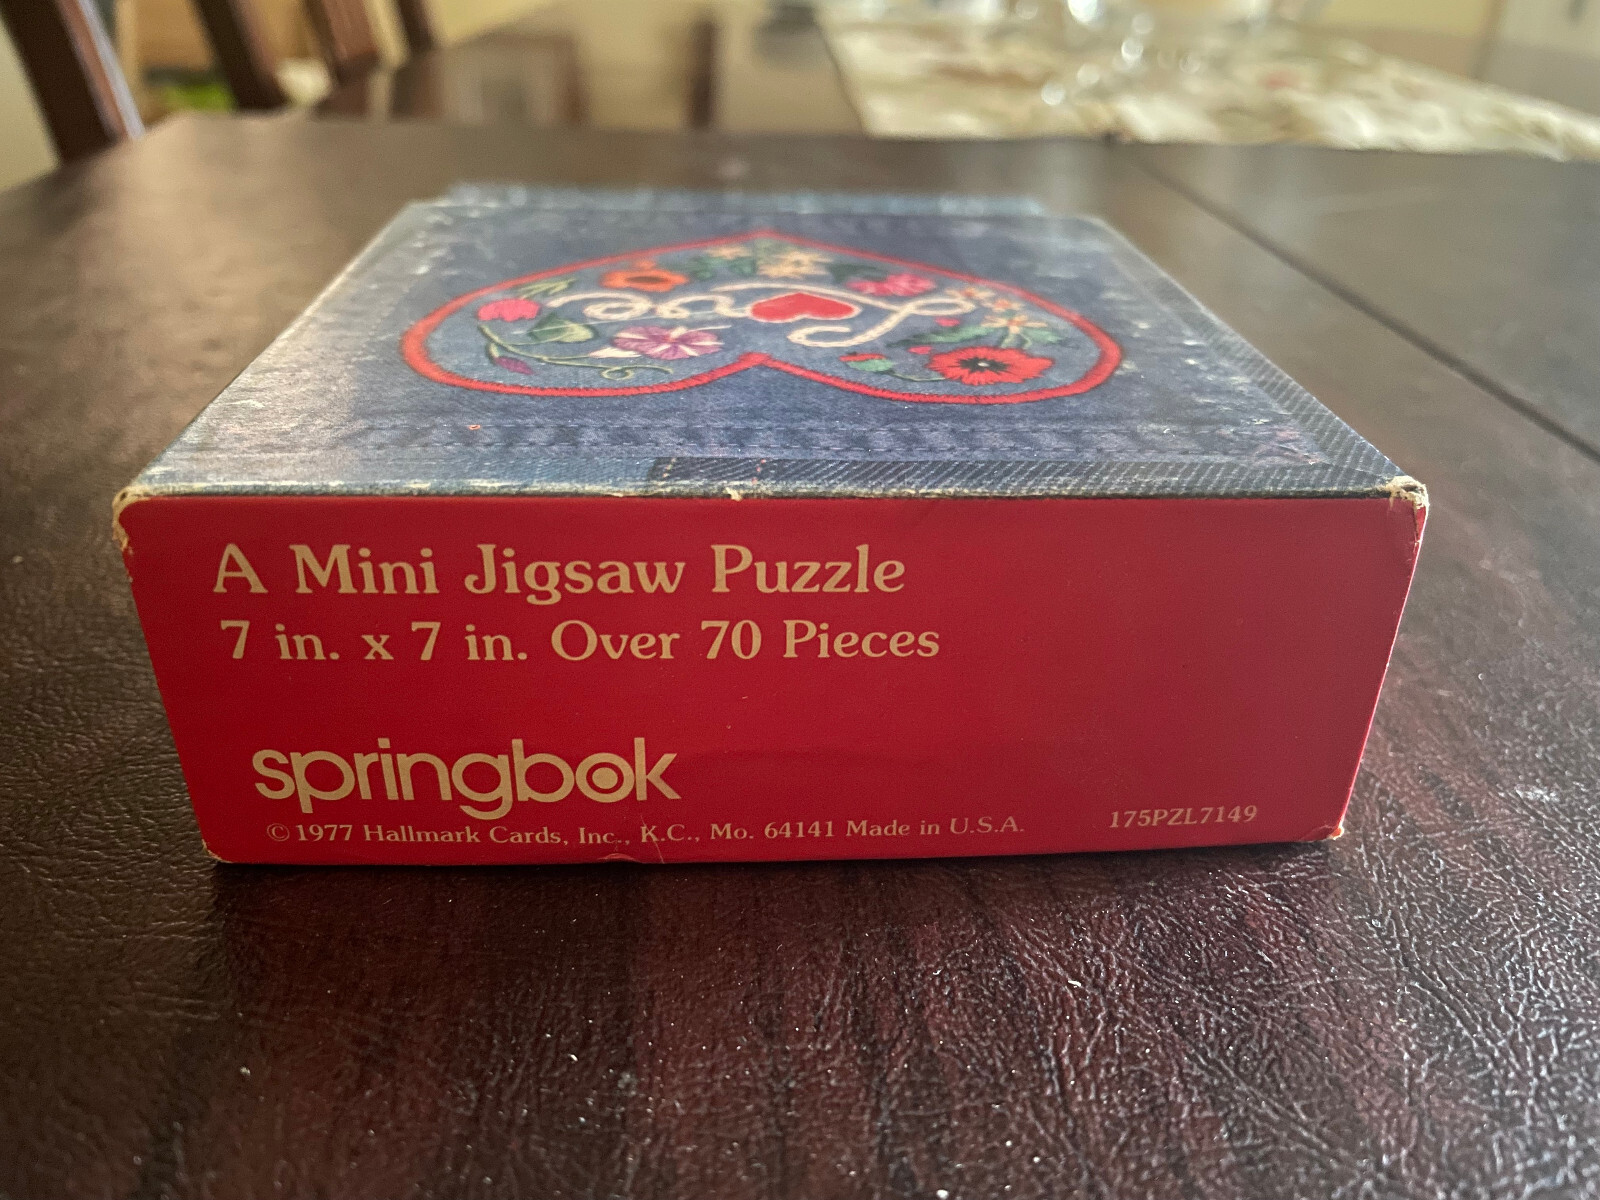 Love
A Mini Jigsaw Puzzle
7 in. x 7 in. Over 70 Pieces
springbok
© 1977 Hallmark Cards, Inc., K.C., Mo. 64141 Made in U.S.A. 175PZL7149